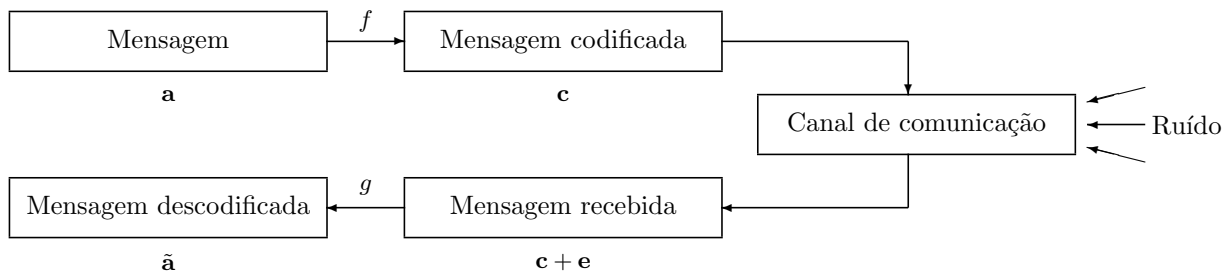 f
Mensagem
Mensagem codificada
a
c
Canal de comunicação
Ruído
g
Mensagem descodificada
Mensagem recebida
ã
c + e